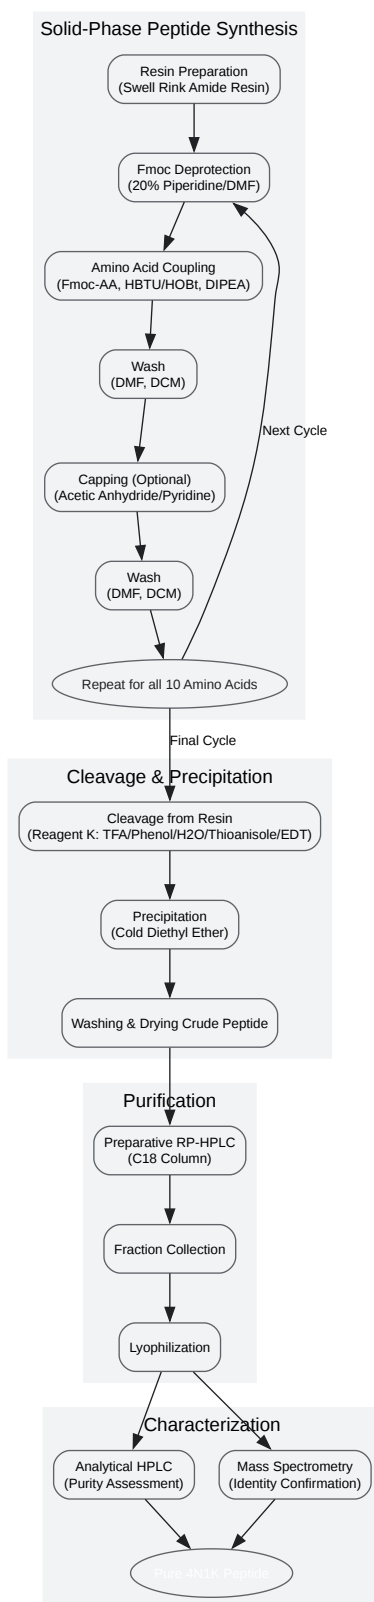 Solid-Phase Peptide Synthesis
Resin Preparation
(Swell Rink Amide Resin)
Fmoc Deprotection
(20% Piperidine/DMF)
Amino Acid Coupling
(Fmoc-AA, HBTU/HOBt, DIPEA)
Wash
(DMF, DCM)
Next Cycle
Capping (Optional)
(Acetic Anhydride/Pyridine)
Wash
(DMF, DCM)
Repeat for all 10 Amino Acids
Final Cycle
Cleavage & Precipitation
Cleavage from Resin
(Reagent K: TFA/Phenol/H2O/Thioanisole/EDT)
Precipitation
(Cold Diethyl Ether)
Washing & Drying Crude Peptide
Purification
Preparative RP-HPLC
(C18 Column)
Fraction Collection
Lyophilization
Characterization
Analytical HPLC
(Purity Assessment)
Mass Spectrometry
(Identity Confirmation)
Pure 4N1K Peptide